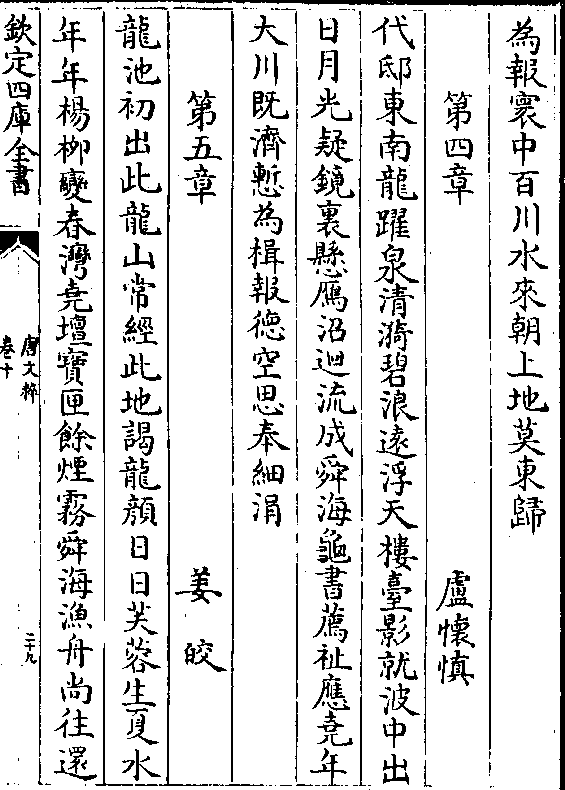 為報寰中百川水來朝上地莫東歸
第四章　盧懷慎
代邸東南龍躍泉清漪碧浪遠浮天樓臺影就波中出
日月光疑鏡裏懸鴈沼迴流成舜海龜書薦祉應堯年
大川既濟慙為楫報徳空思奉細涓
第五章　姜皎
龍池初出此龍山常經此地謁龍顔日日芙蓉生夏水
年年楊柳變春灣堯壇寶匣餘煙霧舜海漁舟尚往還
欽定四庫全書
唐文粹
卷十
二十九